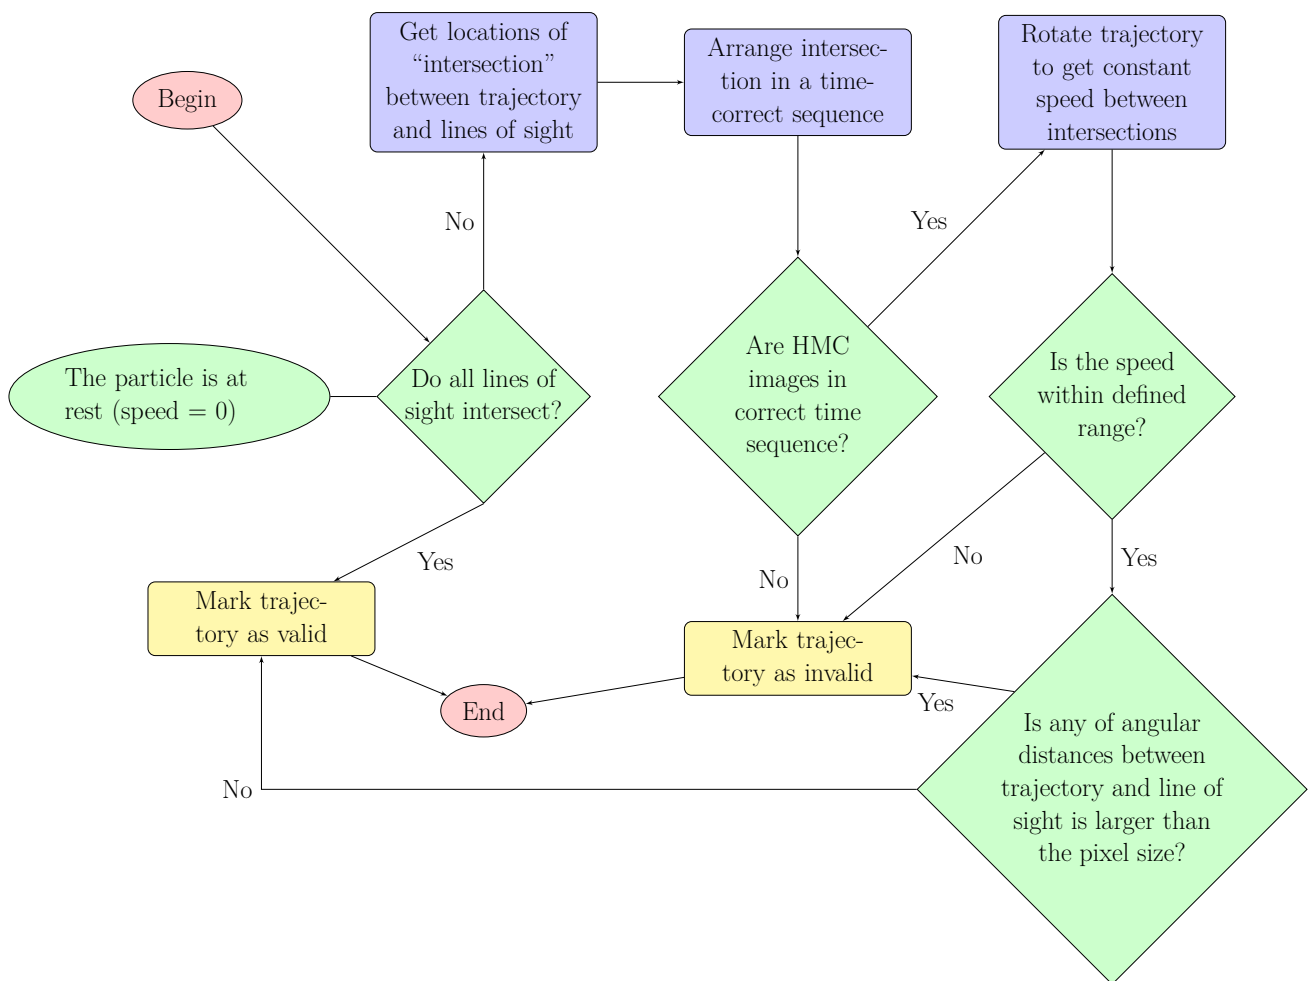 Begin
Get locations of
“intersection”
between trajectory
and lines of sight
Arrange intersec-
tion in a time-
correct sequence
Rotate trajectory
to get constant
speed between
intersections
No
Yes
The particle is at
rest (speed = 0)
Do all lines of
sight intersect?
Are HMC
images in
correct time
sequence?
Is the speed
within defined
range?
Yes
No
No
Yes
Mark trajec-
tory as valid
Mark trajec-
tory as invalid
End
Yes
Is any of angular
distances between
trajectory and line of
sight is larger than
the pixel size?
No